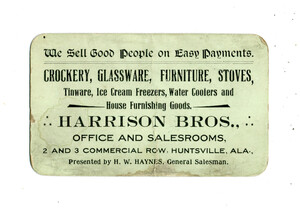 We Sell Good People on Easy Payments.
CROCKERY, GLASSWARE, FURNITURE, STOVES,
Tinware, Ice Cream Freezers, Water Coolers and
House Furnishing Goods.
∴ HARRISON BROS., ∴
OFFICE AND SALESROOMS,
2 AND 3 COMMERCIAL ROW. HUNTSVILLE, ALA.,
Presented by H. W. HAYNES, General Salesman.